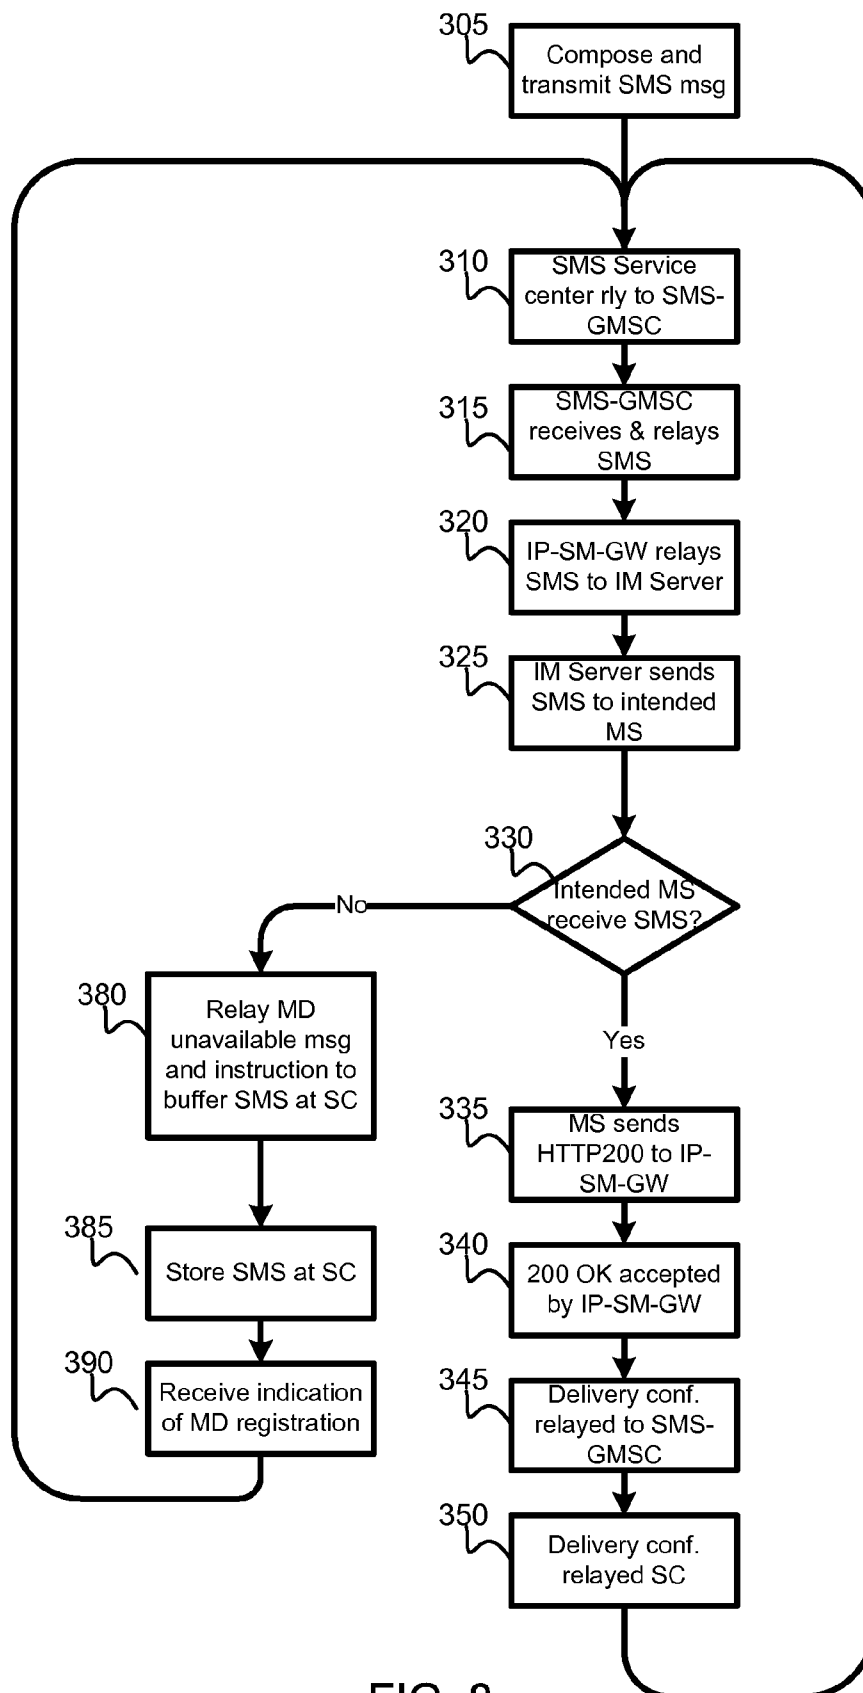 305
Compose and
transmit SMS msg
310
SMS Service
center rly to SMS-
GMSC
315
SMS-GMSC
receives & relays
SMS
320
IP-SM-GW relays
SMS to IM Server
325
IM Server sends
SMS to intended
MS
330
Intended MS
receive SMS?
No
Yes
380
Relay MD
unavailable msg
and instruction to
buffer SMS at SC
385
Store SMS at SC
390
Receive indication
of MD registration
335
MS sends
HTTP200 to IP-
SM-GW
340
200 OK accepted
by IP-SM-GW
345
Delivery conf.
relayed to SMS-
GMSC
350
Delivery conf.
relayed SC